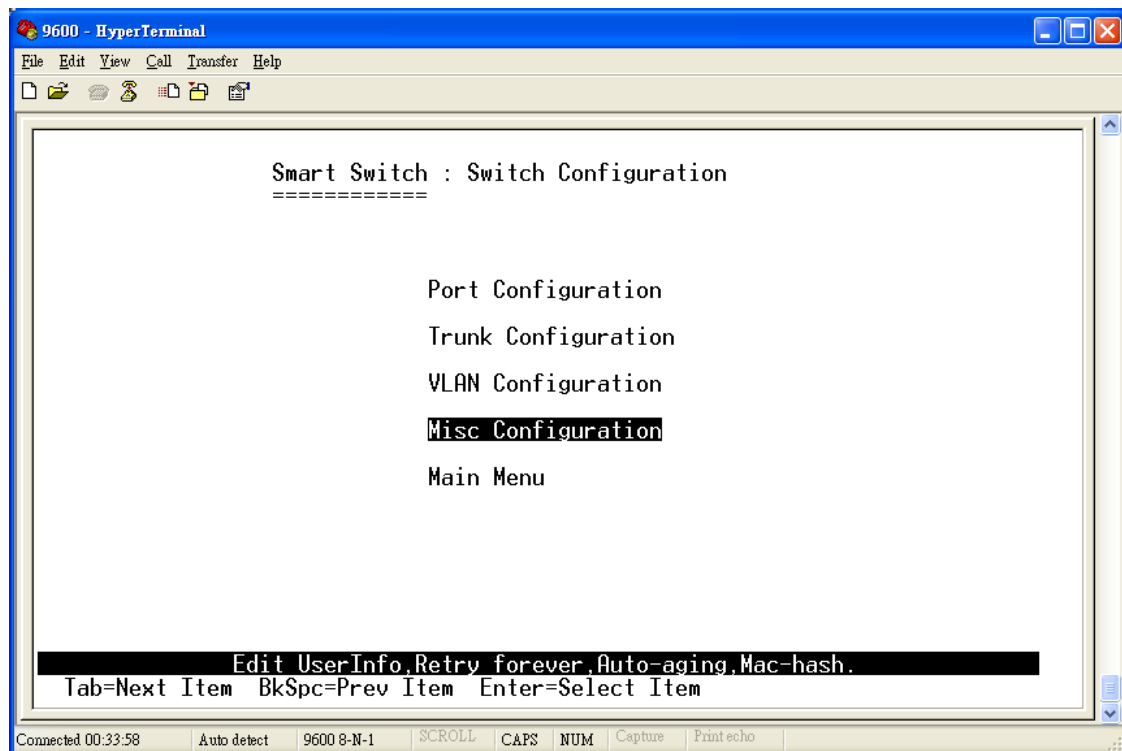 9600 - HyperTerminal
File Edit View Call Transfer Help
Smart Switch : Switch Configuration
============
Port Configuration
Trunk Configuration
VLAN Configuration
Misc Configuration
Main Menu
Edit UserInfo,Retry forever,Auto-aging,Mac-hash.
Tab=Next Item BkSpc=Prev Item Enter=Select Item
Connected 00:33:58 Auto detect 9600 8-N-1 SCROLL CAPS NUM Capture Print echo